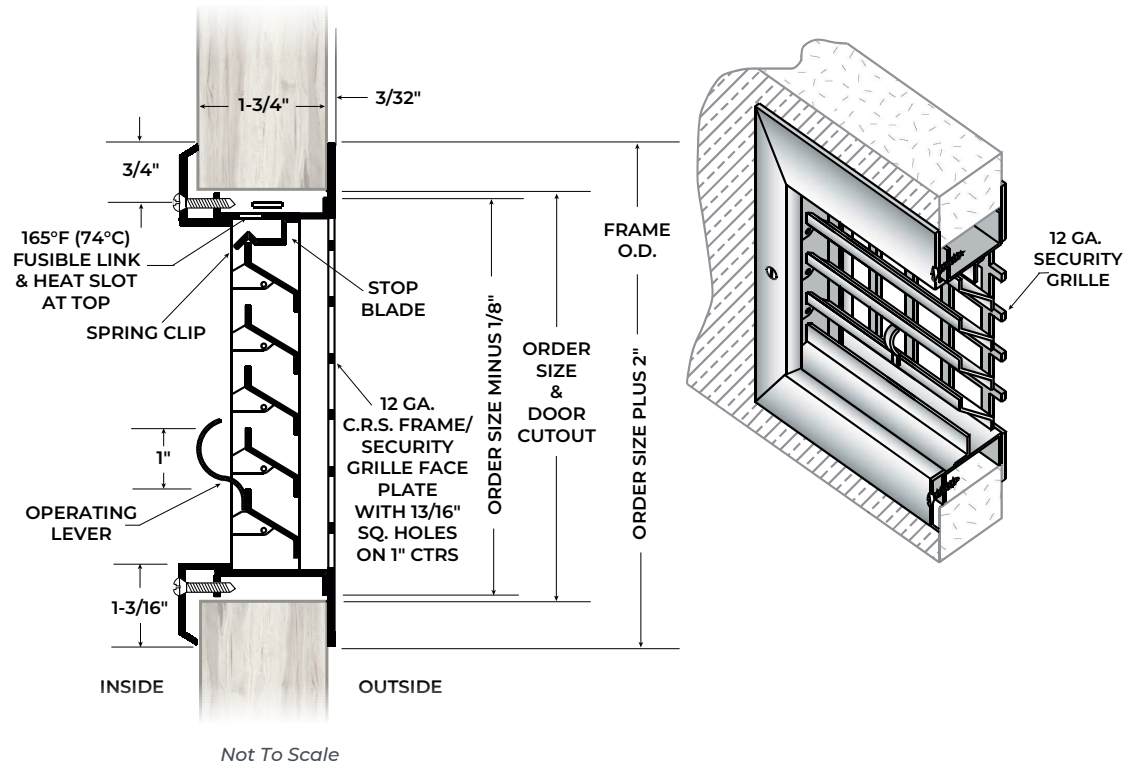 1-3/4"
3/32"
3/4"
165°F (74°C)
FUSIBLE LINK
& HEAT SLOT
AT TOP
SPRING CLIP
STOP
BLADE
1"
OPERATING
LEVER
1-3/16"
12 GA.
C.R.S. FRAME/
SECURITY
GRILLE FACE
PLATE
WITH 13/16"
SQ. HOLES
ON 1" CTRS
ORDER SIZE MINUS 1/8"
ORDER
SIZE
&
DOOR
CUTOUT
FRAME
O.D.
ORDER SIZE PLUS 2"
12 GA.
SECURITY
GRILLE
INSIDE
OUTSIDE
Not To Scale